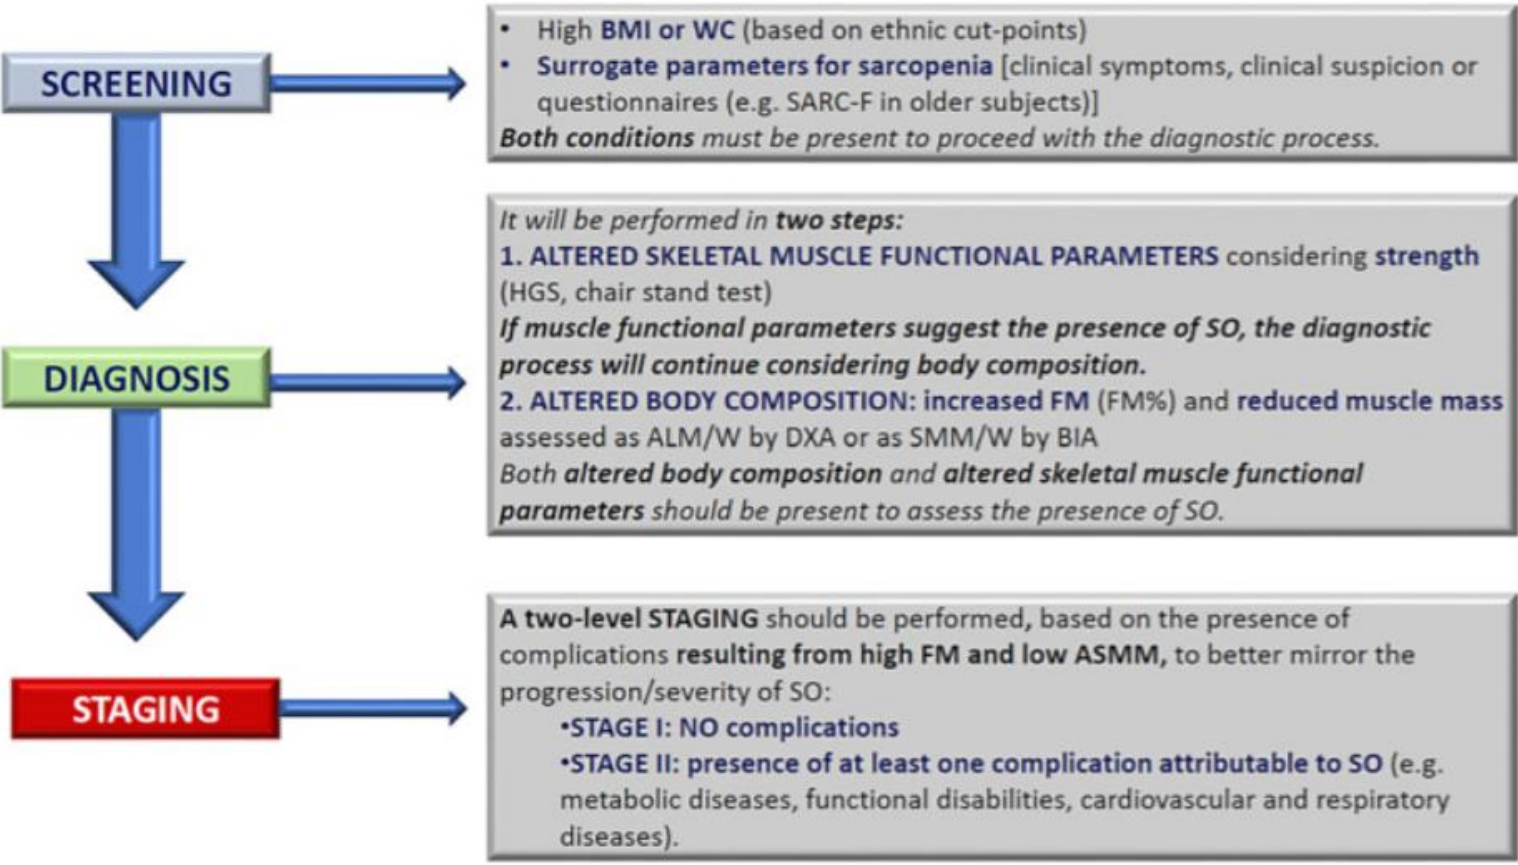 SCREENING
• High BMI or WC (based on ethnic cut-points)
• Surrogate parameters for sarcopenia [clinical symptoms, clinical suspicion or
questionnaires (e.g. SARC-F in older subjects)]
Both conditions must be present to proceed with the diagnostic process.
DIAGNOSIS
It will be performed in two steps:
1. ALTERED SKELETAL MUSCLE FUNCTIONAL PARAMETERS considering strength
(HGS, chair stand test)
If muscle functional parameters suggest the presence of SO, the diagnostic
process will continue considering body composition.
2. ALTERED BODY COMPOSITION: increased FM (FM%) and reduced muscle mass
assessed as ALM/W by DXA or as SMM/W by BIA
Both altered body composition and altered skeletal muscle functional
parameters should be present to assess the presence of SO.
STAGING
A two-level STAGING should be performed, based on the presence of
complications resulting from high FM and low ASMM, to better mirror the
progression/severity of SO:
•STAGE I: NO complications
•STAGE II: presence of at least one complication attributable to SO (e.g.
metabolic diseases, functional disabilities, cardiovascular and respiratory
diseases).